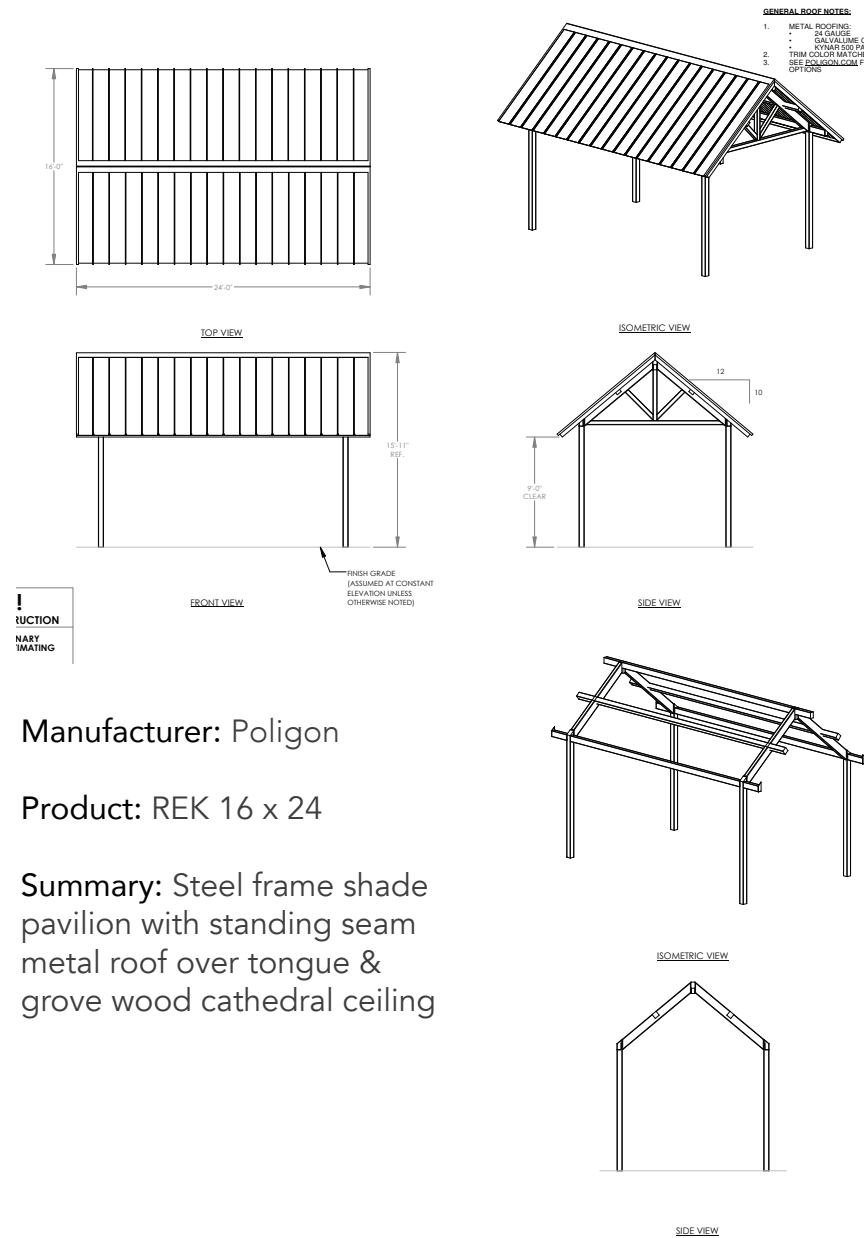 GENERAL ROOF NOTES:
1. METAL ROOFING:
• 24 GAUGE
• GALVALUME
• KYNAR 500
2. TRIM COLOR
3. SEE POLIGON.COM
OPTIONS
16'-0"
24'-0"
TOP VIEW
ISOMETRIC VIEW
12
10
15'-11"
REF.
9'-0"
CLEAR
FINISH GRADE
(ASSUMED AT CONSTANT
ELEVATION UNLESS
OTHERWISE NOTED)
FRONT VIEW
SIDE VIEW
!
RUCTION
NARY
Manufacturer: Poligon
Product: REK 16 x 24
Summary: Steel frame shade
pavilion with standing seam
metal roof over tongue &
grove wood cathedral ceiling
ISOMETRIC VIEW
SIDE VIEW